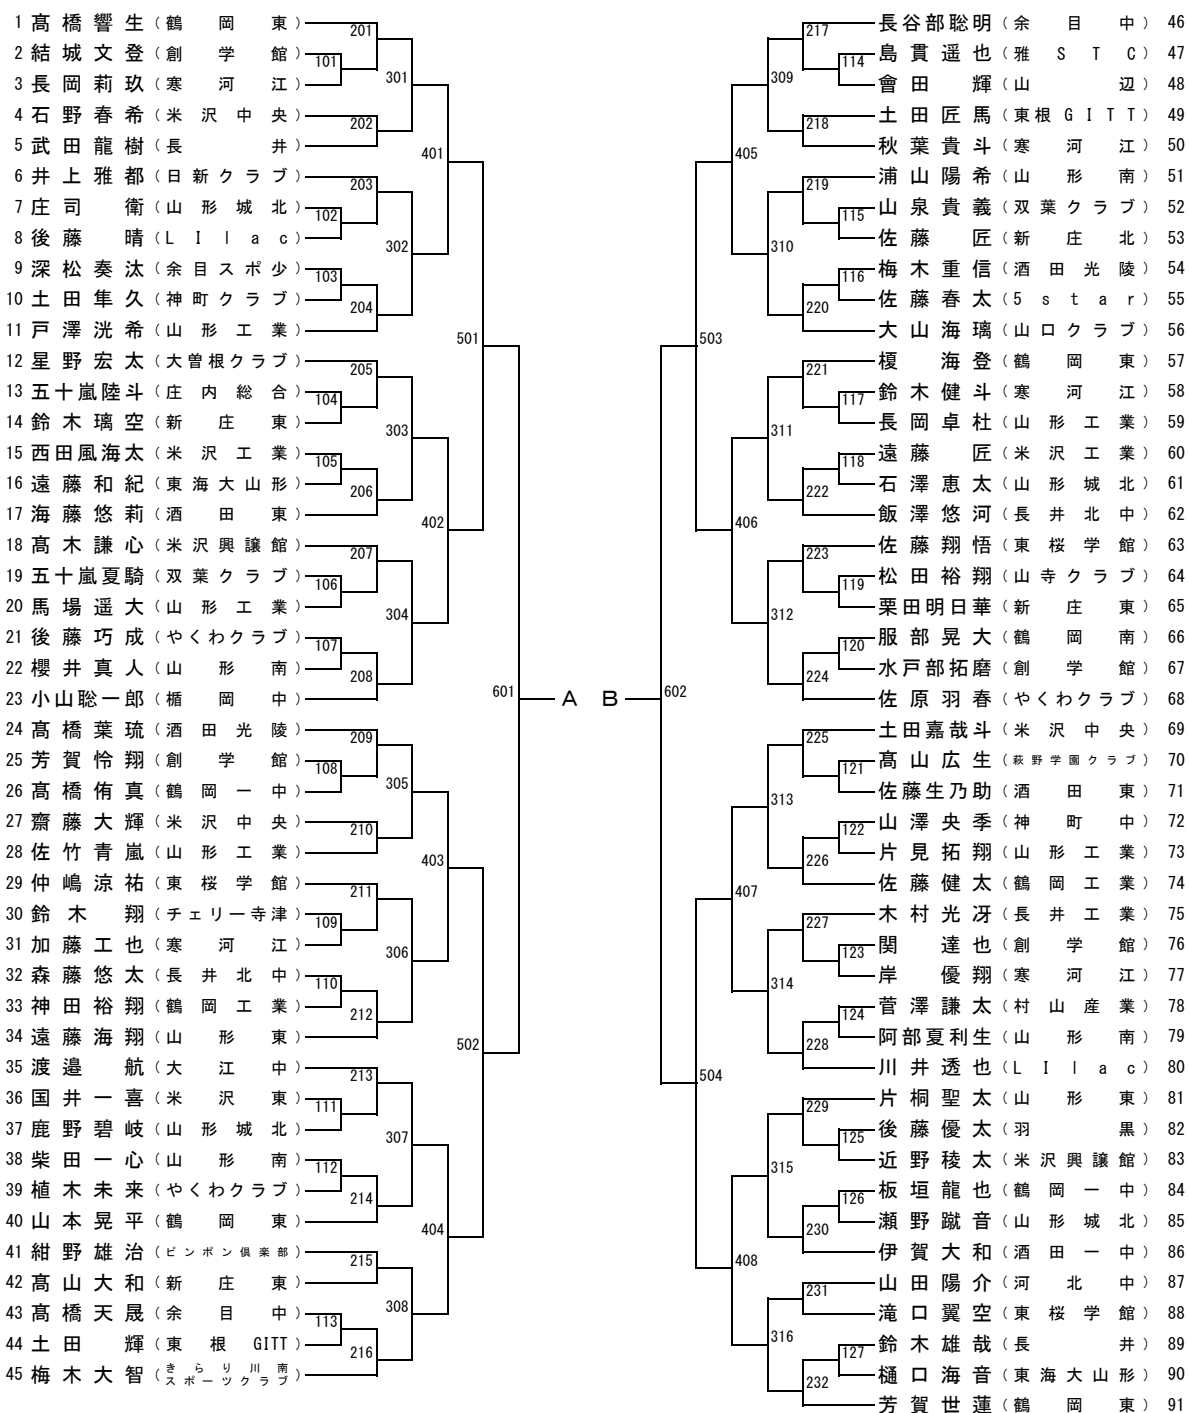 1 髙橋響生（鶴岡東）
2 結城文登（創学館）
3 長岡莉玖（寒河江）
4 石野春希（米沢中央）
5 武田龍樹（長井）
6 井上雅都（日新クラブ）
7 庄司衛（山形城北）
8 後藤晴（LIlac）
9 深松奏汰（余目スポ少）
10 土田隼久（神町クラブ）
11 戸澤洸希（山形工業）
12 星野宏太（大曽根クラブ）
13 五十嵐陸斗（庄内総合）
14 鈴木璃空（新庄東）
15 西田風海太（米沢工業）
16 遠藤和紀（東海大山形）
17 海藤悠莉（酒田東）
18 髙木謙心（米沢興譲館）
19 五十嵐夏騎（双葉クラブ）
20 馬場遥大（山形工業）
21 後藤巧成（やくわクラブ）
22 櫻井真人（山形南）
23 小山聡一郎（楯岡中）
24 髙橋葉琉（酒田光陵）
25 芳賀怜翔（創学館）
26 髙橋侑真（鶴岡一中）
27 齋藤大輝（米沢中央）
28 佐竹青嵐（山形工業）
29 仲嶋涼祐（東桜学館）
30 鈴木翔（チェリー寺津）
31 加藤工也（寒河江）
32 森藤悠太（長井北中）
33 神田裕翔（鶴岡工業）
34 遠藤海翔（山形東）
35 渡邉航（大江中）
36 国井一喜（米沢東）
37 鹿野碧岐（山形城北）
38 柴田一心（山形南）
39 植木未来（やくわクラブ）
40 山本晃平（鶴岡東）
41 紺野雄治（ピンポン倶楽部）
42 髙山大和（新庄東）
43 髙橋天晟（余目中）
44 土田輝（東根GITT）
45 梅木大智（きらり川南スポーツクラブ）
101
102
103
104
105
106
107
108
109
110
111
112
113
201
202
203
204
205
206
207
208
209
210
211
212
213
214
215
216
301
302
303
304
305
306
307
308
401
402
403
404
501
502
601
A B
602
503
504
405
406
407
408
309
310
311
312
313
314
315
316
217
218
219
220
221
222
223
224
225
226
227
228
229
230
231
232
114
115
116
117
118
119
120
121
122
123
124
125
126
127
長谷部聡明（余目中）46
島貫遥也（雅STC）47
會田輝（山辺）48
土田匠馬（東根GITT）49
秋葉貴斗（寒河江）50
浦山陽希（山形南）51
山泉貴義（双葉クラブ）52
佐藤匠（新庄北）53
梅木重信（酒田光陵）54
佐藤春太（5star）55
大山海璃（山口クラブ）56
榎海登（鶴岡東）57
鈴木健斗（寒河江）58
長岡卓杜（山形工業）59
遠藤匠（米沢工業）60
石澤恵太（山形城北）61
飯澤悠河（長井北中）62
佐藤翔悟（東桜学館）63
松田裕翔（山寺クラブ）64
栗田明日華（新庄東）65
服部晃大（鶴岡南）66
水戸部拓磨（創学館）67
佐原羽春（やくわクラブ）68
土田嘉哉斗（米沢中央）69
髙山広生（萩野学園クラブ）70
佐藤生乃助（酒田東）71
山澤央季（神町中）72
片見拓翔（山形工業）73
佐藤健太（鶴岡工業）74
木村光冴（長井工業）75
関達也（創学館）76
岸優翔（寒河江）77
菅澤謙太（村山産業）78
阿部夏利生（山形南）79
川井透也（LIlac）80
片桐聖太（山形東）81
後藤優太（羽黒）82
近野稜太（米沢興譲館）83
板垣龍也（鶴岡一中）84
瀬野蹴音（山形城北）85
伊賀大和（酒田一中）86
山田陽介（河北中）87
滝口翼空（東桜学館）88
鈴木雄哉（長井）89
樋口海音（東海大山形）90
芳賀世蓮（鶴岡東）91